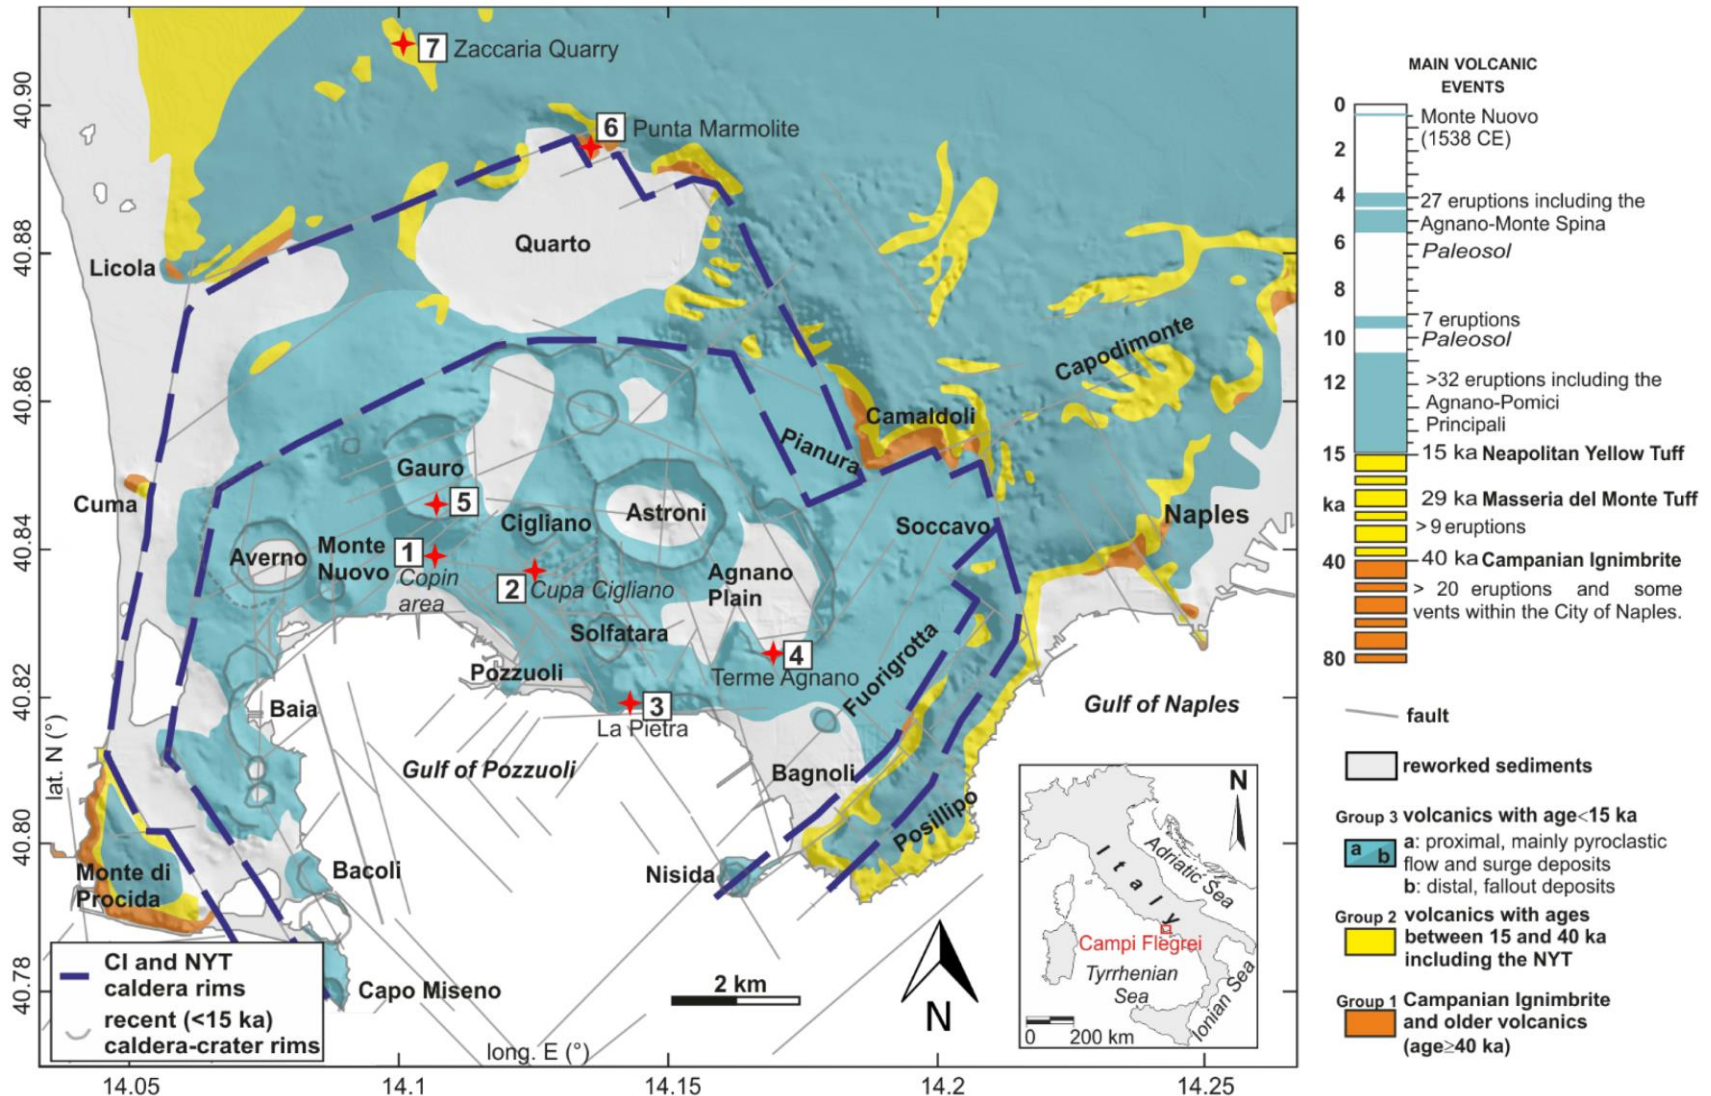 40.90
40.88
40.86
40.84
40.82
40.80
40.78
lat. N (°)
14.05
14.1
14.15
14.2
14.25
long. E (°)
7 Zaccaria Quarry
6 Punta Marmolite
Quarto
Licola
Capodimonte
Camaldoli
Pianura
Gauro
5
Cuma
Cigliano
Astroni
Soccavo
Naples
Averno
Monte
Nuovo
1
Copin
area
2 Cupa Cigliano
Agnano
Plain
Solfatara
4
Terme Agnano
Pozzuoli
Fuorigrotta
3
La Pietra
Baia
Gulf of Naples
Gulf of Pozzuoli
Bagnoli
Posillipo
Nisida
Monte di
Procida
Bacoli
Capo Miseno
CI and NYT
caldera rims
recent (<15 ka)
caldera-crater rims
2 km
N
N
Italy
Adriatic Sea
Campi Flegrei
Tyrrhenian
Sea
Ionian Sea
0 200 km
MAIN VOLCANIC
EVENTS
0
2
4
6
8
10
12
15
ka
40
80
Monte Nuovo
(1538 CE)
27 eruptions including the
Agnano-Monte Spina
Paleosol
7 eruptions
Paleosol
>32 eruptions including the
Agnano-Pomici
Principali
15 ka Neapolitan Yellow Tuff
29 ka Masseria del Monte Tuff
> 9 eruptions
40 ka Campanian Ignimbrite
> 20 eruptions and some
vents within the City of Naples.
fault
reworked sediments
Group 3 volcanics with age<15 ka
a b
a: proximal, mainly pyroclastic
flow and surge deposits
b: distal, fallout deposits
Group 2 volcanics with ages
between 15 and 40 ka
including the NYT
Group 1 Campanian Ignimbrite
and older volcanics
(age≥40 ka)